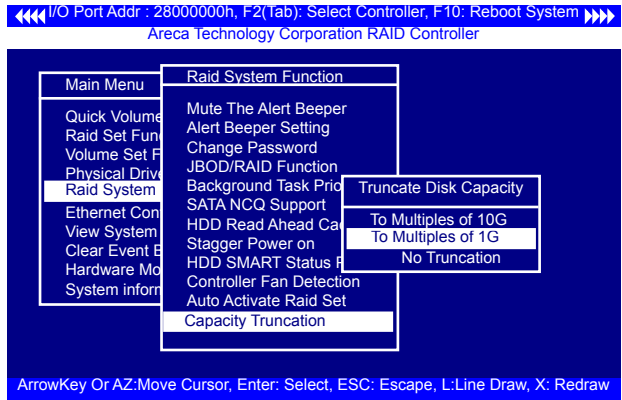 I/O Port Addr : 28000000h, F2(Tab): Select Controller, F10: Reboot System
Areca Technology Corporation RAID Controller
Main Menu
Quick Volume
Raid Set Fun
Volume Set F
Physical Driv
Raid System
Ethernet Con
View System
Clear Event B
Hardware Mo
System inform
Raid System Function
Mute The Alert Beeper
Alert Beeper Setting
Change Password
JBOD/RAID Function
Background Task Prio
SATA NCQ Support
HDD Read Ahead Ca
Stagger Power on
HDD SMART Status P
Controller Fan Detection
Auto Activate Raid Set
Capacity Truncation
Truncate Disk Capacity
To Multiples of 10G
To Multiples of 1G
No Truncation
ArrowKey Or AZ:Move Cursor, Enter: Select, ESC: Escape, L:Line Draw, X: Redraw